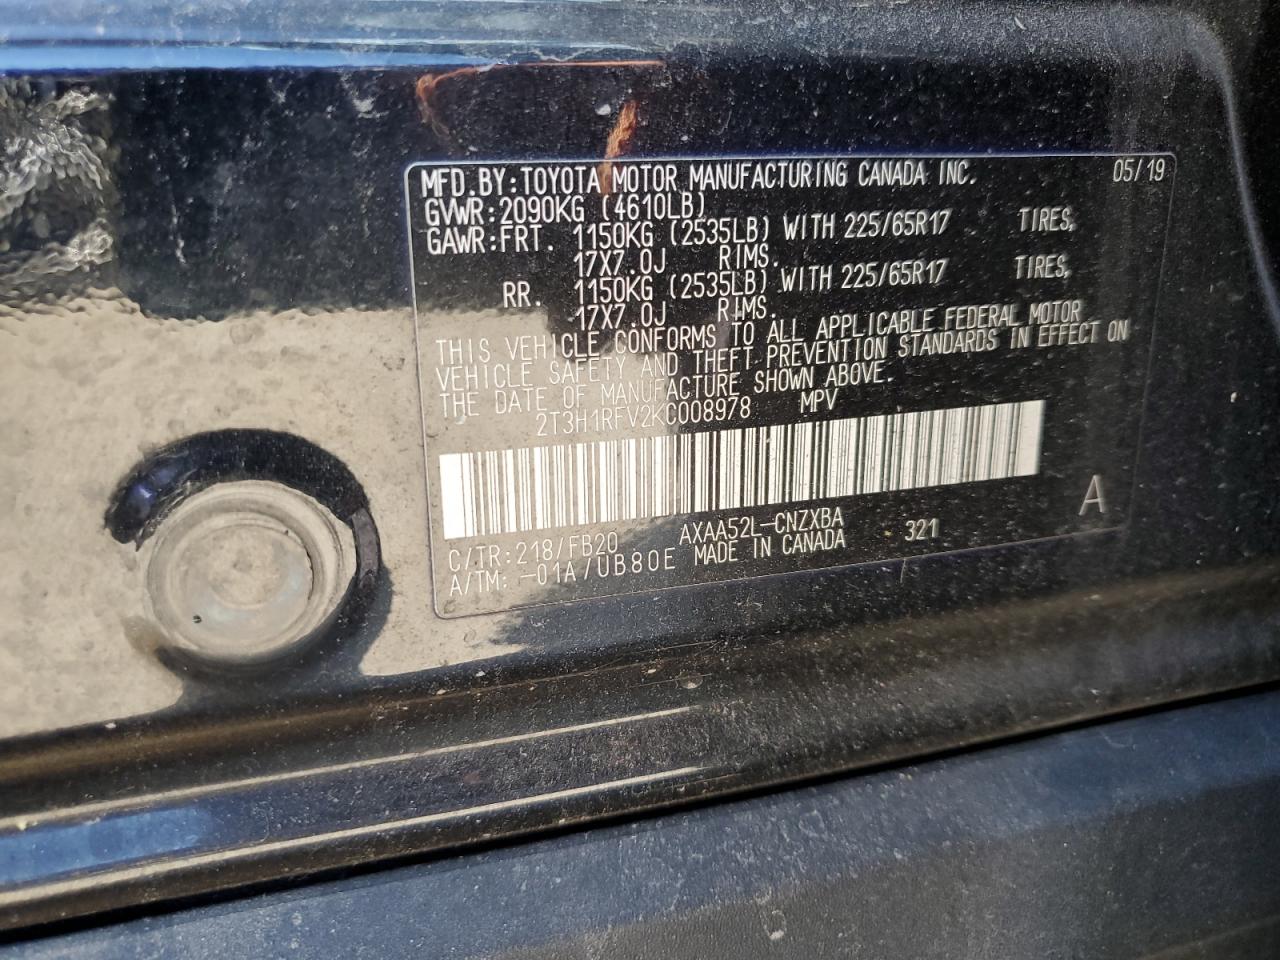 MFD.BY:TOYOTA MOTOR MANUFACTURING CANADA INC. 05/19
GVWR:2090KG (4610LB)
GAWR:FRT. 1150KG (2535LB) WITH 225/65R17 TIRES,
17X7.0J RIMS.
RR. 1150KG (2535LB) WITH 225/65R17 TIRES,
17X7.0J RIMS.
THIS VEHICLE CONFORMS TO ALL APPLICABLE FEDERAL MOTOR
VEHICLE SAFETY AND THEFT PREVENTION STANDARDS IN EFFECT ON
THE DATE OF MANUFACTURE SHOWN ABOVE.
2T3H1RFV2KC008978 MPV
A
C/TR:218/FB20 AXAA52L-CNZXBA 321
A/TM: -01A/UB80E MADE IN CANADA